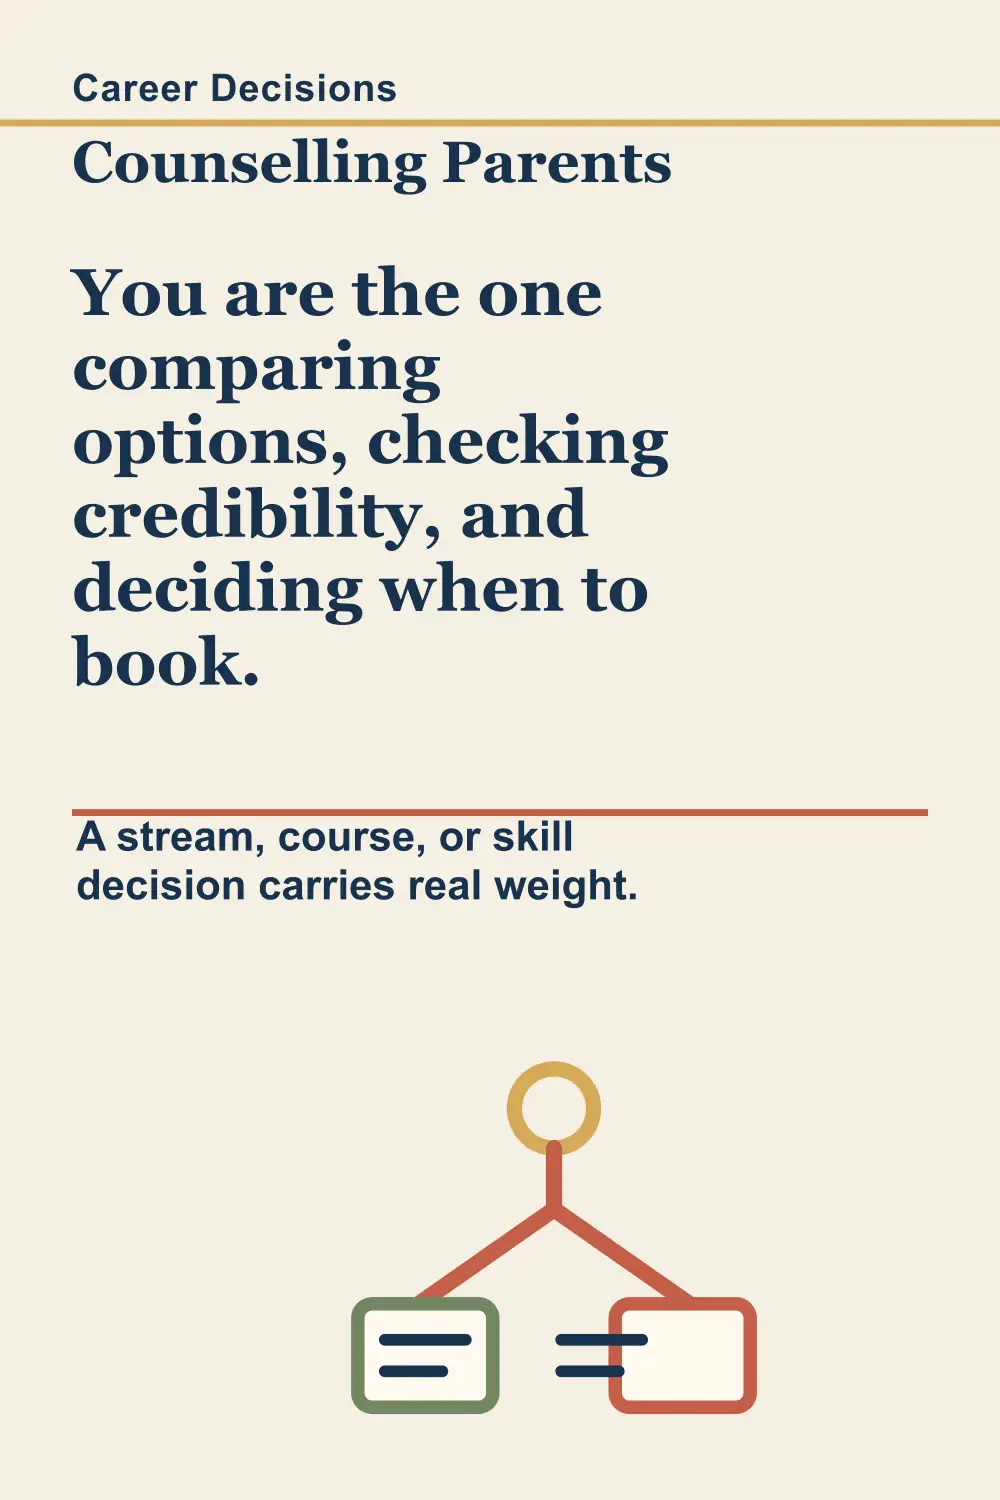 Career Decisions
Counselling Parents
You are the one
comparing
options, checking
credibility, and
deciding when to
book.
A stream, course, or skill
decision carries real weight.